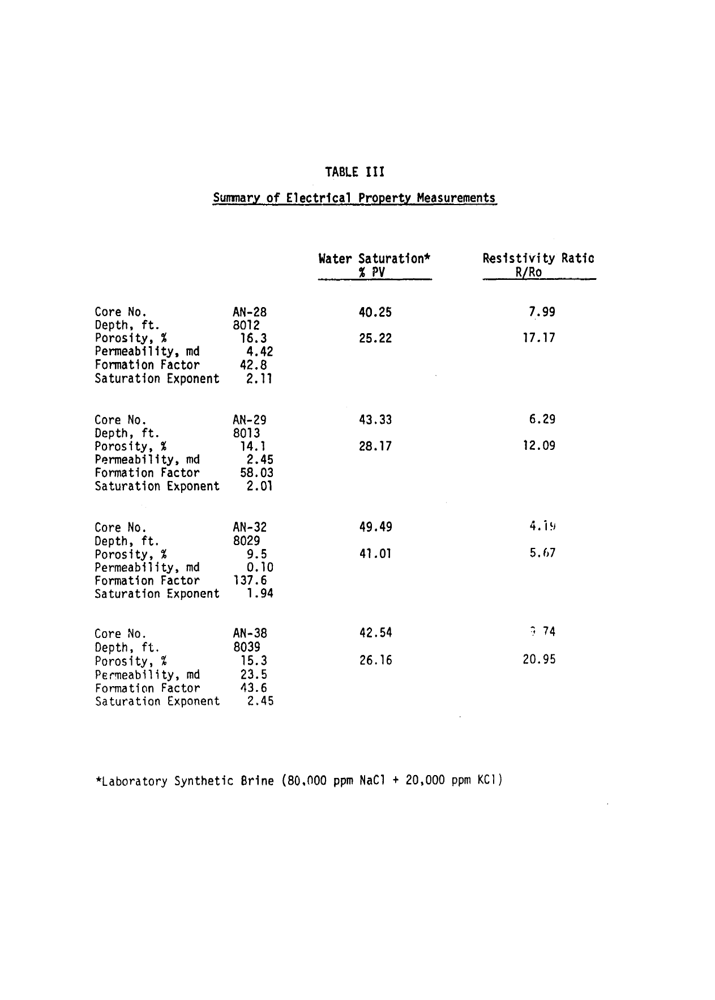 TABLE III
Summary of Electrical Property Measurements
Water Saturation* Resistivity Ratio
% PV R/Ro
Core No. AN-28 40.25 7.99
Depth, ft. 8012
Porosity, % 16.3 25.22 17.17
Permeability, md 4.42
Formation Factor 42.8
Saturation Exponent 2.11
Core No. AN-29 43.33 6.29
Depth, ft. 8013
Porosity, % 14.1 28.17 12.09
Permeability, md 2.45
Formation Factor 58.03
Saturation Exponent 2.01
Core No. AN-32 49.49 4.19
Depth, ft. 8029
Porosity, % 9.5 41.01 5.67
Permeability, md 0.10
Formation Factor 137.6
Saturation Exponent 1.94
Core No. AN-38 42.54
Depth, ft. 8039
Porosity, % 15.3 26.16 20.95
Permeability, md 23.5
Formation Factor 43.6
Saturation Exponent 2.45
*Laboratory Synthetic Brine (80,000 ppm NaCl + 20,000 ppm KCl)